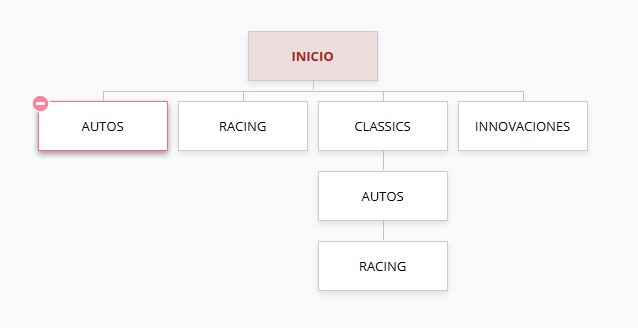 INICIO
AUTOS
RACING
CLASSICS
INNOVACIONES
AUTOS
RACING